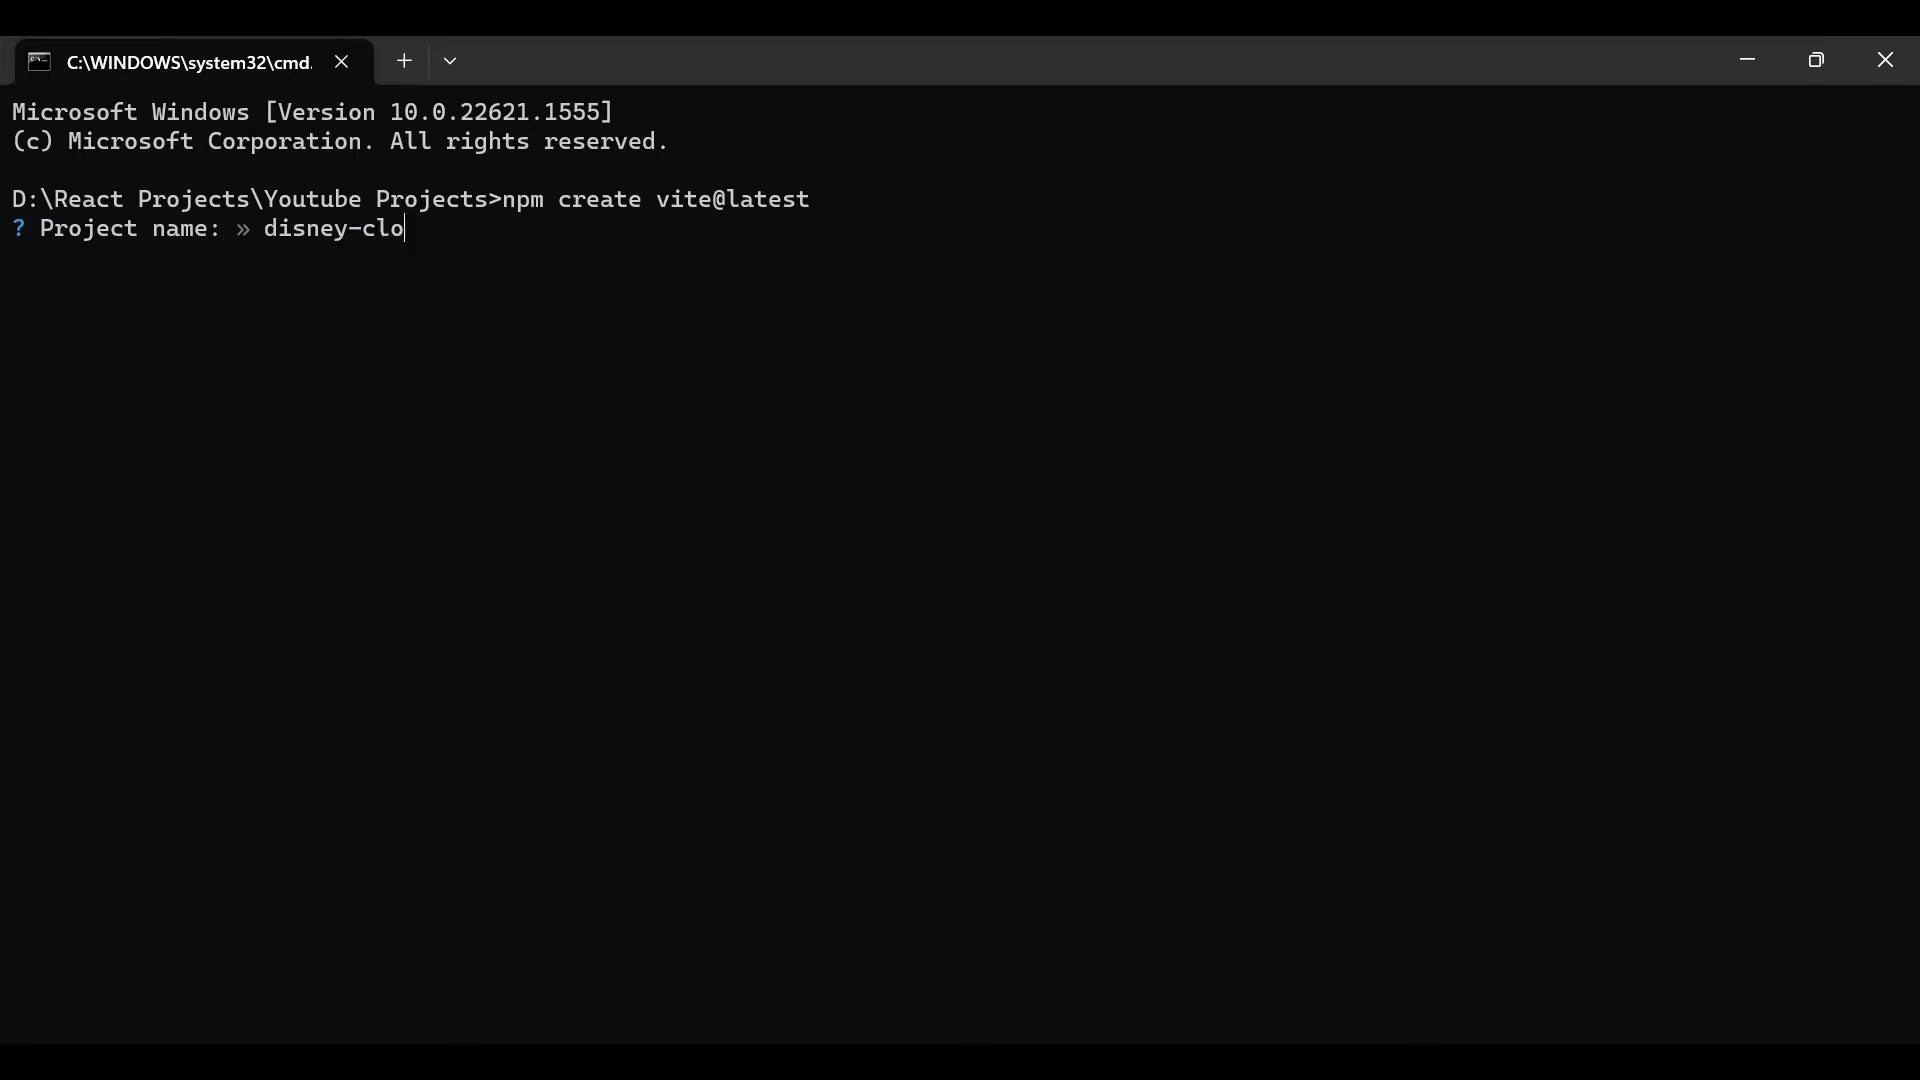 C:\WINDOWS\system32\cmd.
Microsoft Windows [Version 10.0.22621.1555]
(c) Microsoft Corporation. All rights reserved.
D:\React Projects\Youtube Projects>npm create vite@latest
? Project name: » disney-clo